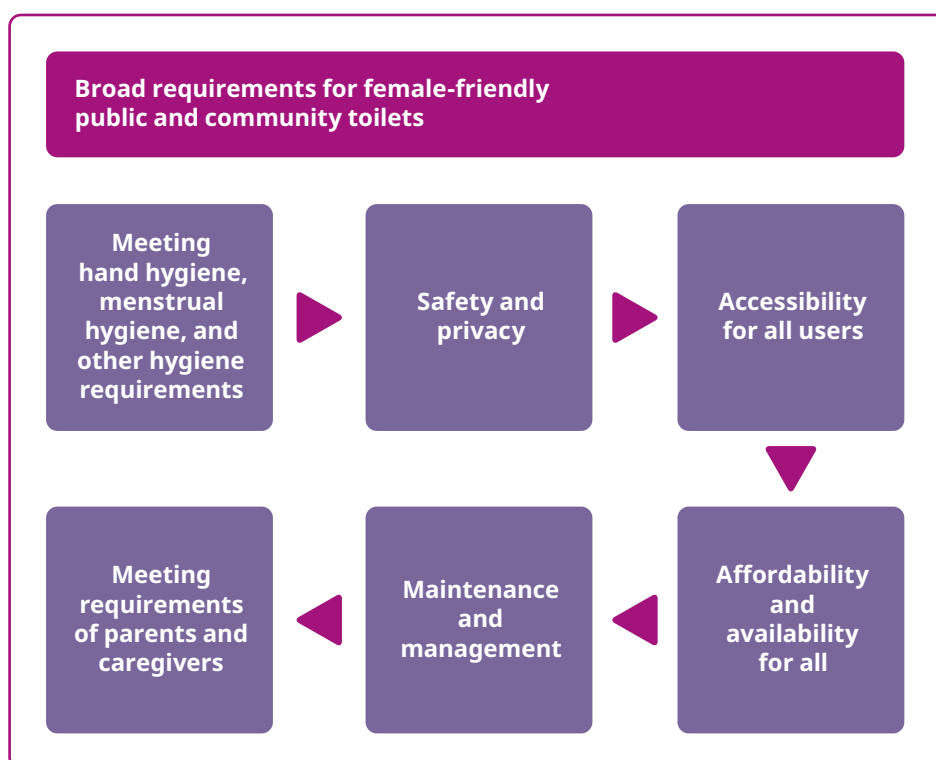 Broad requirements for female-friendly
public and community toilets
Meeting
hand hygiene,
menstrual
hygiene, and
other hygiene
requirements
Safety and
privacy
Accessibility
for all users
Affordability
and
availability
for all
Maintenance
and
management
Meeting
requirements
of parents and
caregivers